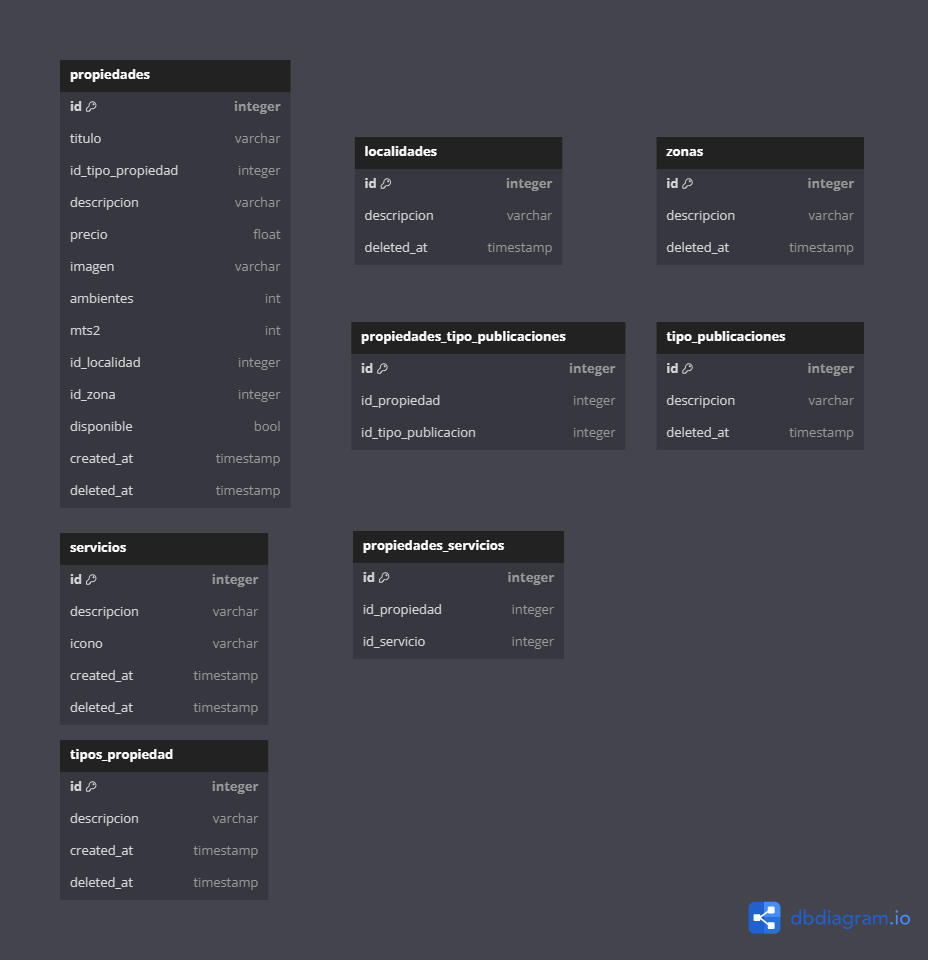 propiedades
id integer
titulo varchar
id_tipo_propiedad integer
descripcion varchar
precio float
imagen varchar
ambientes int
mts2 int
id_localidad integer
id_zona integer
disponible bool
created_at timestamp
deleted_at timestamp
localidades
id integer
descripcion varchar
deleted_at timestamp
zonas
id integer
descripcion varchar
deleted_at timestamp
propiedades_tipo_publicaciones
id integer
id_propiedad integer
id_tipo_publicacion integer
tipo_publicaciones
id integer
descripcion varchar
deleted_at timestamp
servicios
id integer
descripcion varchar
icono varchar
created_at timestamp
deleted_at timestamp
propiedades_servicios
id integer
id_propiedad integer
id_servicio integer
tipos_propiedad
id integer
descripcion varchar
created_at timestamp
deleted_at timestamp
dbdiagram.io